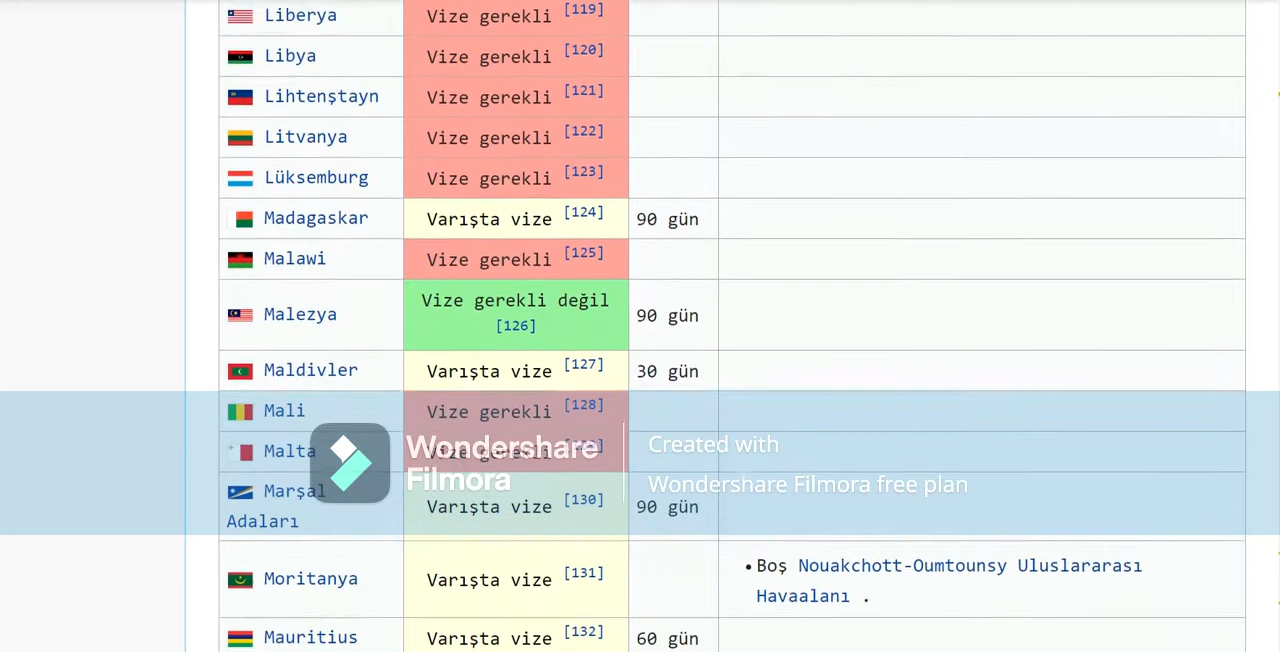 Liberya Vize gerekli [119]
Libya Vize gerekli [120]
Lihtenştayn Vize gerekli [121]
Litvanya Vize gerekli [122]
Lüksemburg Vize gerekli [123]
Madagaskar Varışta vize [124] 90 gün
Malawi Vize gerekli [125]
Vize gerekli değil
Malezya 90 gün
[126]
Maldivler Varışta vize [127] 30 gün
Mali Vize gerekli [128]
Malta Vize gerekli
Wondershare
Filmora
Created with
Wondershare Filmora free plan
Marşal
Adaları
Varışta vize [130] 90 gün
Moritanya Varışta vize [131]
• Boş Nouakchott-Oumtounsy Uluslararası
Havaalanı .
Mauritius Varışta vize [132] 60 gün